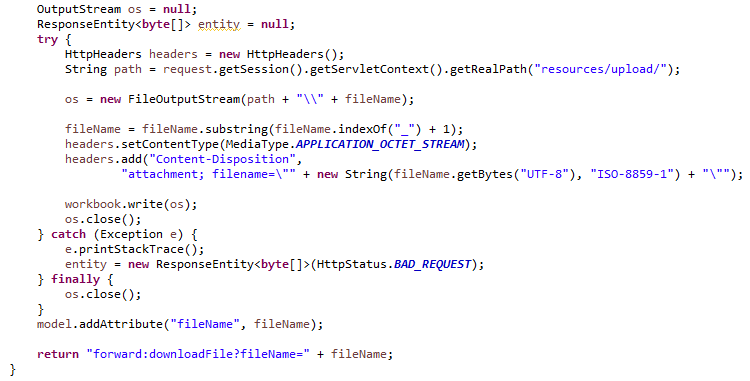 OutputStream os = null;
ResponseEntity<byte[]> entity = null;
try {
HttpHeaders headers = new HttpHeaders();
String path = request.getSession().getServletContext().getRealPath("resources/upload/");
os = new FileOutputStream(path + "\\" + fileName);
fileName = fileName.substring(fileName.indexOf("_") + 1);
headers.setContentType(MediaType.APPLICATION_OCTET_STREAM);
headers.add("Content-Disposition",
"attachment; filename=\"" + new String(fileName.getBytes("UTF-8"), "ISO-8859-1") + "\"");
workbook.write(os);
os.close();
} catch (Exception e) {
e.printStackTrace();
entity = new ResponseEntity<byte[]>(HttpStatus.BAD_REQUEST);
} finally {
os.close();
}
model.addAttribute("fileName", fileName);
return "forward:downloadFile?fileName=" + fileName;
}